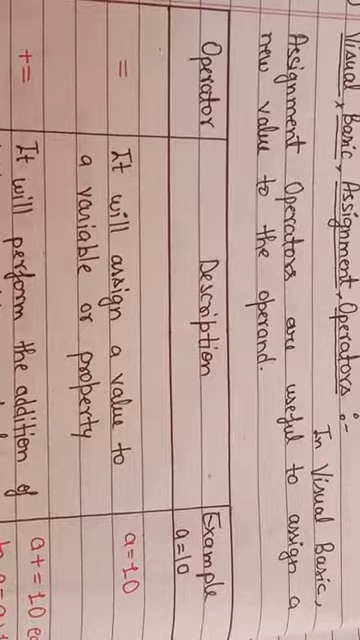 Visual Basic Assignment Operators :-
In Visual Basic,
Assignment Operators are useful to assign a
new value to the operand.
Operator Description Example
a=10
= It will assign a value to a=10
a variable or property
+= It will perform the addition of a+=10